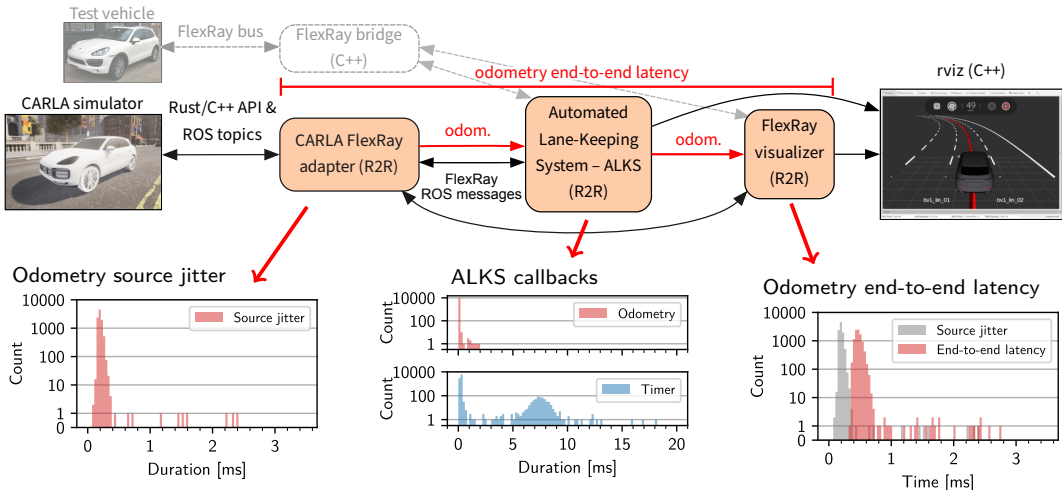 Test vehicle
FlexRay bus
FlexRay bridge
(C++)
odometry end-to-end latency
rviz (C++)
CARLA simulator
Rust/C++ API &
ROS topics
CARLA FlexRay
adapter (R2R)
odom.
FlexRay
ROS messages
Automated
Lane-Keeping
System – ALKS
(R2R)
odom.
FlexRay
visualizer
(R2R)
49
bv1_lin_01
bv1_lin_02
Odometry source jitter
Count
10000
1000
100
10
1
0
Source jitter
0 1 2 3
Duration [ms]
ALKS callbacks
Count
10000
100
1
Odometry
Count
10000
100
1
Timer
0 5 10 15 20
Duration [ms]
Odometry end-to-end latency
Count
10000
1000
100
10
1
0
Source jitter
End-to-end latency
0 1 2 3
Time [ms]